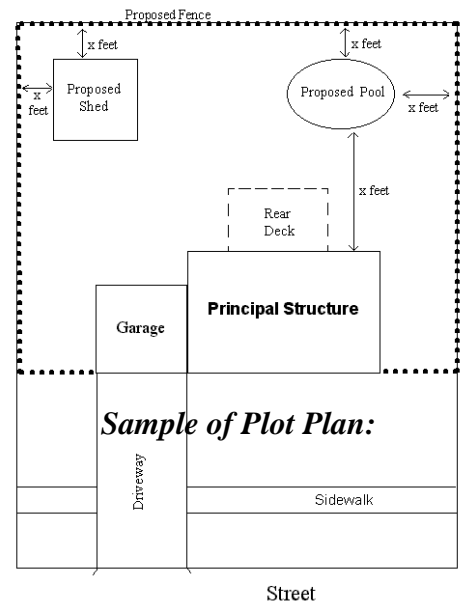 Proposed Fence
x feet
x feet
x
feet
Proposed
Shed
Proposed Pool
x feet
x feet
Rear
Deck
Principal Structure
Garage
Sample of Plot Plan:
Driveway
Sidewalk
Street